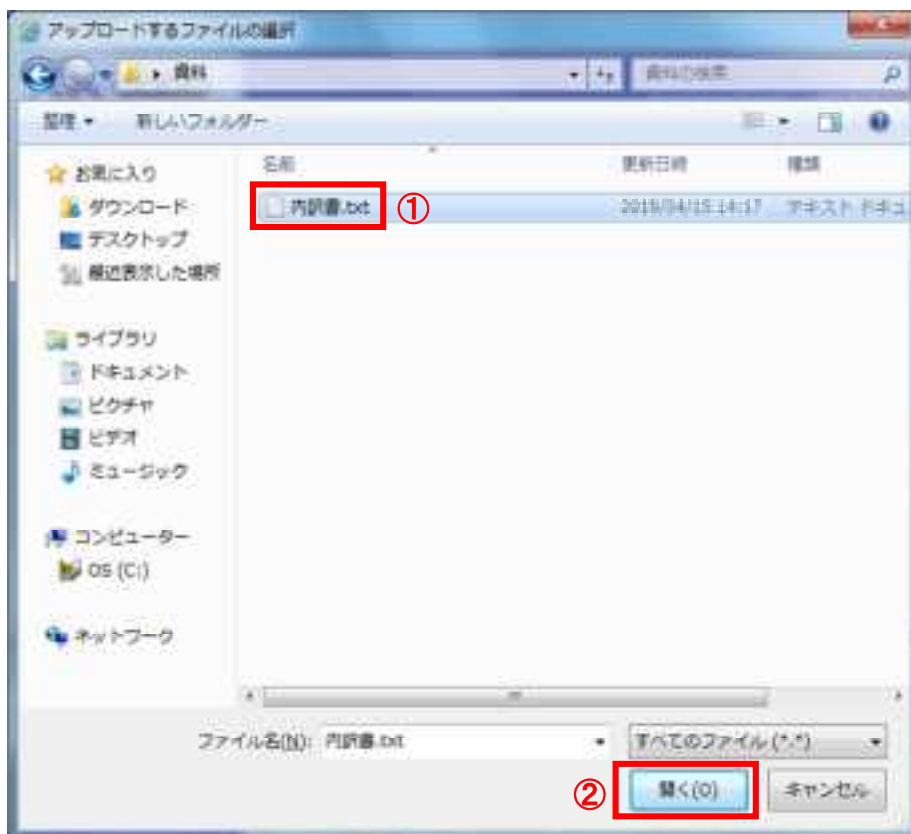 アップロードするファイルの選択
資料
資料の検索
整理 新しいフォルダー
名前 更新日時 種類
お気に入り
内訳書.txt ① 2019/04/15 14:17 テキスト ドキュ
ダウンロード
デスクトップ
最近表示した場所
ライブラリ
ドキュメント
ピクチャ
ビデオ
ミュージック
コンピューター
OS (C:)
ネットワーク
ファイル名(N): 内訳書.txt すべてのファイル (*.*)
② 開く(O) キャンセル